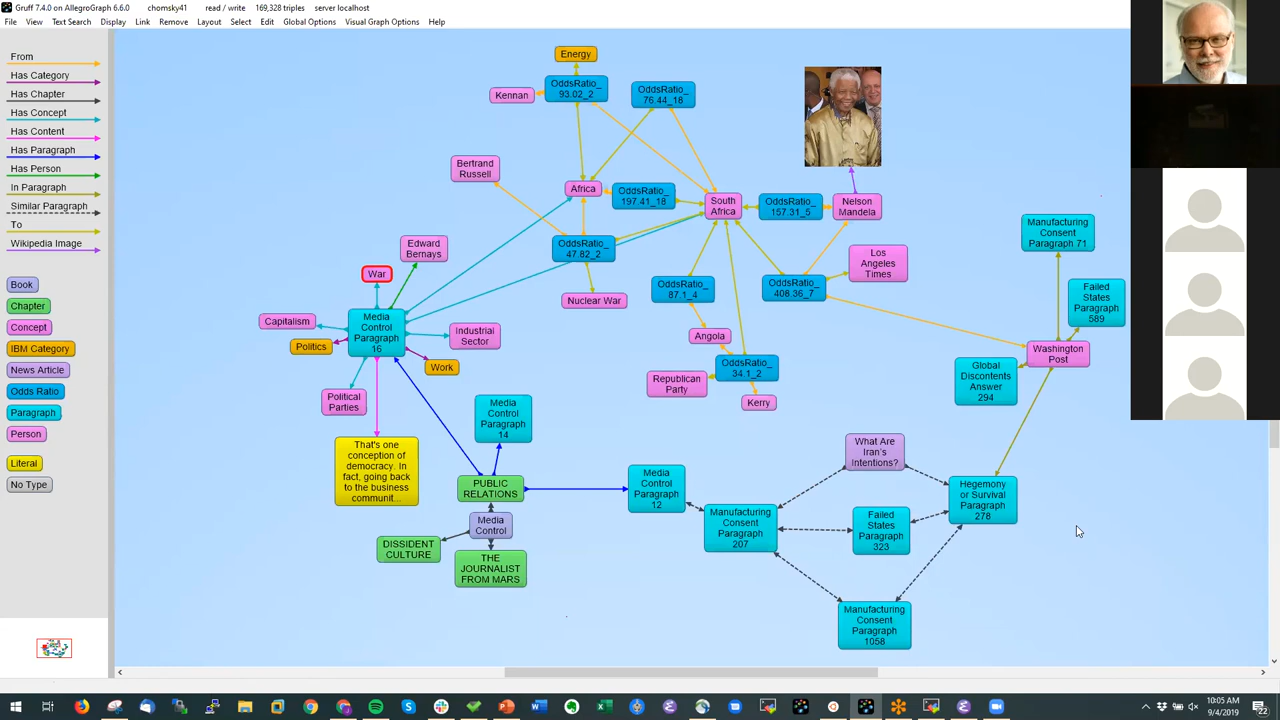 Gruff 7.4.0 on AllegroGraph 6.6.0 chomsky41 read / write 169,328 triples server localhost
File View Text Search Display Link Remove Layout Select Edit Global Options Visual Graph Options Help
From
Has Category
Has Chapter
Has Concept
Has Content
Has Paragraph
Has Person
In Paragraph
Similar Paragraph
To
Wikipedia Image
Book
Chapter
Concept
IBM Category
News Article
Odds Ratio
Paragraph
Person
Literal
No Type
Energy
Kennan
OddsRatio_
93.02_2
OddsRatio_
76.44_18
Bertrand
Russell
Africa
OddsRatio_
197.41_18
South
Africa
OddsRatio_
157.31_5
Nelson
Mandela
OddsRatio_
47.82_2
Nuclear War
Edward
Bernays
War
Capitalism
Politics
Media
Control
Paragraph
16
Industrial
Sector
Work
Political
Parties
That's one
conception of
democracy. In
fact, going back
to the business
communit...
OddsRatio_
87.1_4
OddsRatio_
408.36_7
Los
Angeles
Times
Angola
OddsRatio_
34.1_2
Republican
Party
Kerry
Manufacturing
Consent
Paragraph 71
Failed
States
Paragraph
589
Washington
Post
Global
Discontents
Answer
294
Media
Control
Paragraph
14
PUBLIC
RELATIONS
Media
Control
DISSIDENT
CULTURE
THE
JOURNALIST
FROM MARS
Media
Control
Paragraph
12
Manufacturing
Consent
Paragraph
207
What Are
Iran's
Intentions?
Failed
States
Paragraph
323
Hegemony
or Survival
Paragraph
278
Manufacturing
Consent
Paragraph
1058
10:05 AM
9/4/2019
22